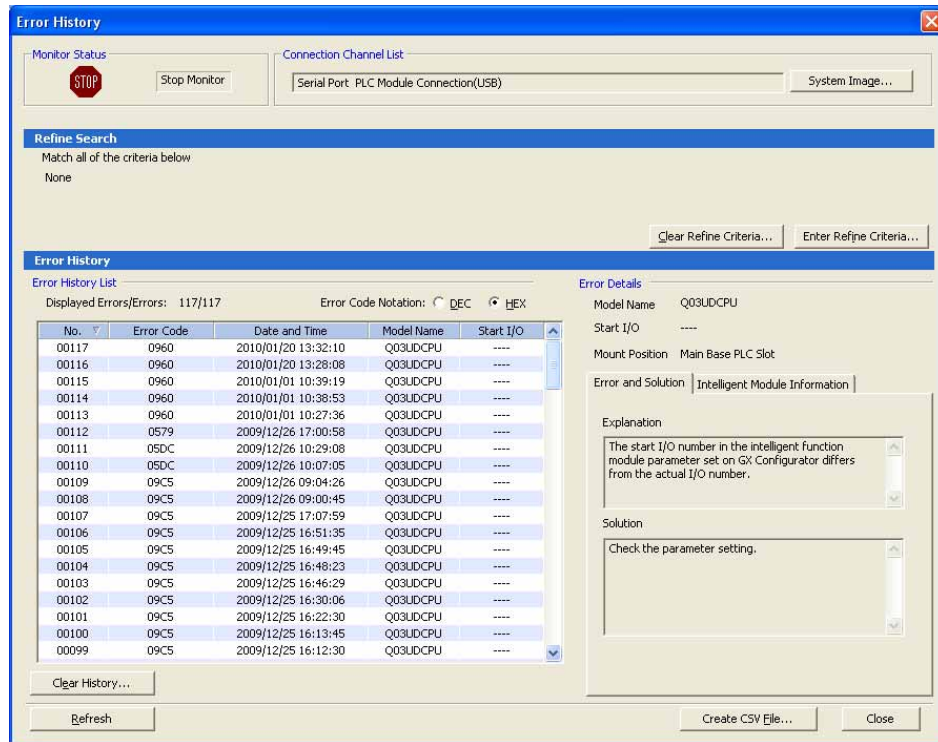 Error History
Monitor Status
STOP
Stop Monitor
Connection Channel List
Serial Port PLC Module Connection(USB)
System Image...
Refine Search
Match all of the criteria below
None
Clear Refine Criteria...
Enter Refine Criteria...
Error History
Error History List
Displayed Errors/Errors: 117/117
Error Code Notation: DEC HEX
No. Error Code Date and Time Model Name Start I/O
00117 0960 2010/01/20 13:32:10 Q03UDCPU ----
00116 0960 2010/01/20 13:28:08 Q03UDCPU ----
00115 0960 2010/01/01 10:39:19 Q03UDCPU ----
00114 0960 2010/01/01 10:38:53 Q03UDCPU ----
00113 0960 2010/01/01 10:27:36 Q03UDCPU ----
00112 0579 2009/12/26 17:00:58 Q03UDCPU ----
00111 05DC 2009/12/26 10:29:08 Q03UDCPU ----
00110 05DC 2009/12/26 10:07:05 Q03UDCPU ----
00109 09C5 2009/12/26 09:04:26 Q03UDCPU ----
00108 09C5 2009/12/26 09:00:45 Q03UDCPU ----
00107 09C5 2009/12/25 17:07:59 Q03UDCPU ----
00106 09C5 2009/12/25 16:51:35 Q03UDCPU ----
00105 09C5 2009/12/25 16:49:45 Q03UDCPU ----
00104 09C5 2009/12/25 16:48:23 Q03UDCPU ----
00103 09C5 2009/12/25 16:46:29 Q03UDCPU ----
00102 09C5 2009/12/25 16:30:06 Q03UDCPU ----
00101 09C5 2009/12/25 16:22:30 Q03UDCPU ----
00100 09C5 2009/12/25 16:13:45 Q03UDCPU ----
00099 09C5 2009/12/25 16:12:30 Q03UDCPU ----
Clear History...
Error Details
Model Name Q03UDCPU
Start I/O ----
Mount Position Main Base PLC Slot
Error and Solution
Intelligent Module Information
Explanation
The start I/O number in the intelligent function
module parameter set on GX Configurator differs
from the actual I/O number.
Solution
Check the parameter setting.
Refresh
Create CSV File...
Close